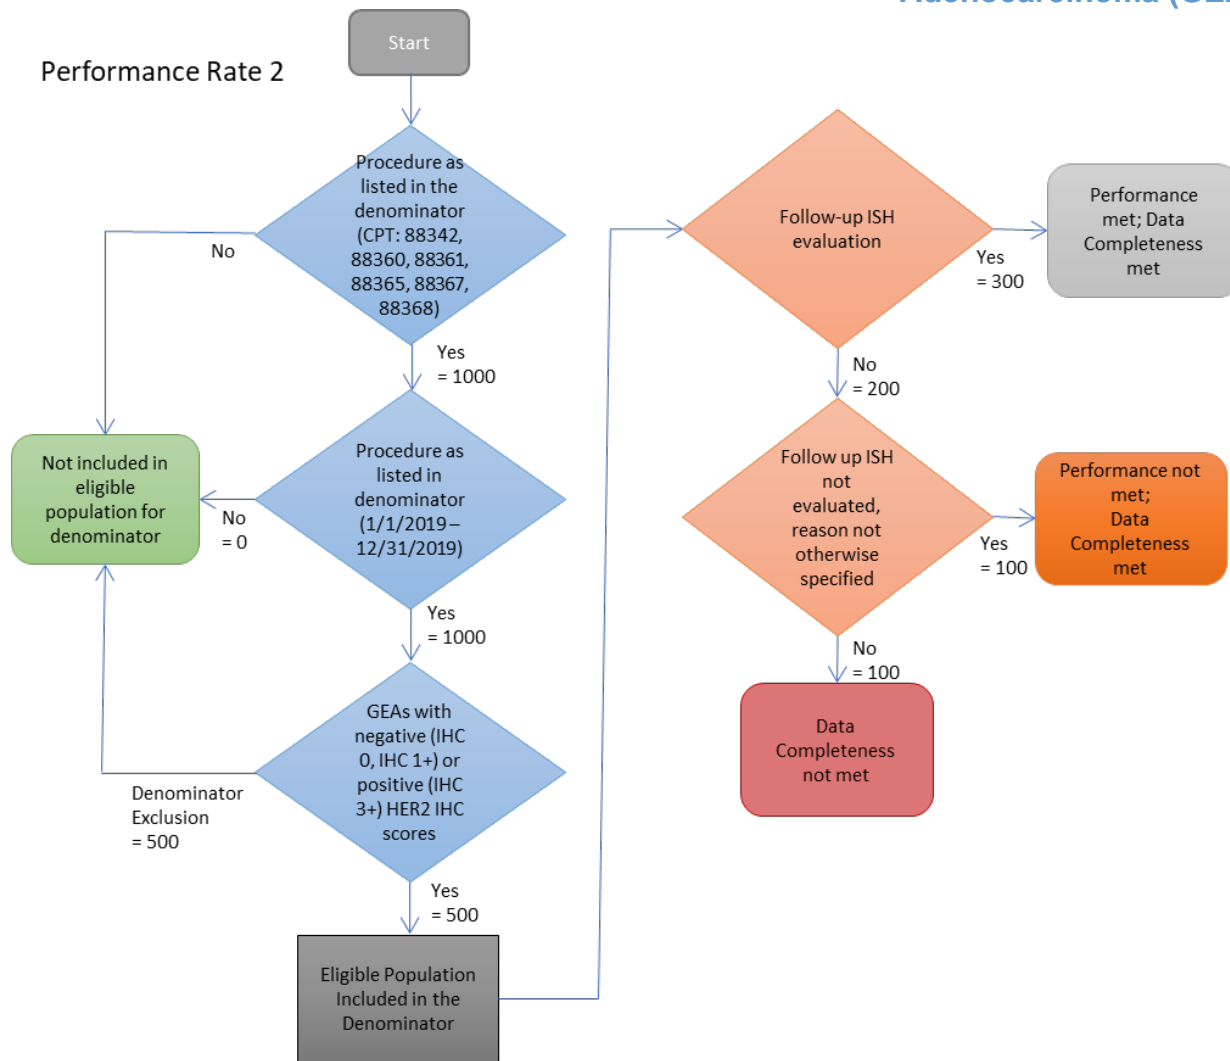 Performance Rate 2
Start
Procedure as
listed in the
denominator
(CPT: 88342,
88360, 88361,
88365, 88367,
88368)
No
Yes
= 1000
Not included in
eligible
population for
denominator
Procedure as
listed in
denominator
(1/1/2019 –
12/31/2019)
No
= 0
Yes
= 1000
GEAs with
negative (IHC
0, IHC 1+) or
positive (IHC
3+) HER2 IHC
scores
Denominator
Exclusion
= 500
Yes
= 500
Eligible Population
Included in the
Denominator
Follow-up ISH
evaluation
Yes
= 300
Performance
met; Data
Completeness
met
No
= 200
Follow up ISH
not
evaluated,
reason not
otherwise
specified
Yes
= 100
Performance not
met;
Data
Completeness
met
No
= 100
Data
Completeness
not met